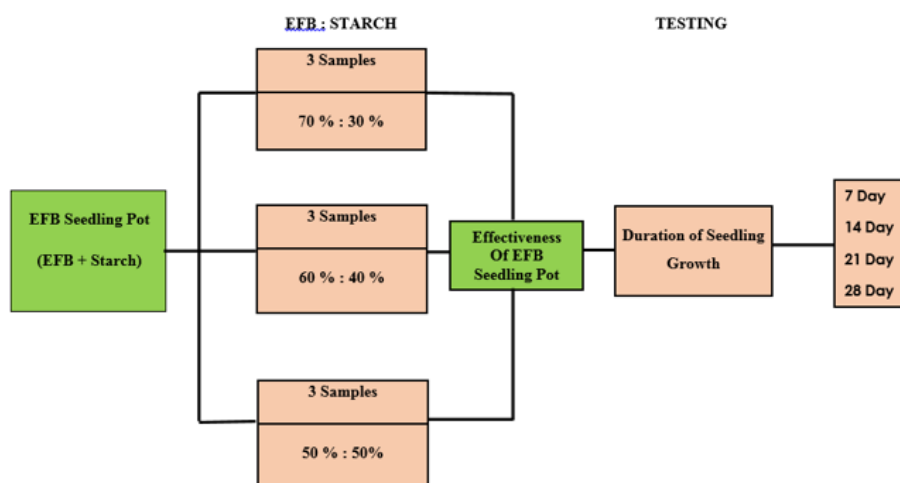 EFB : STARCH
TESTING
3 Samples
70 % : 30 %
EFB Seedling Pot
(EFB + Starch)
3 Samples
60 % : 40 %
Effectiveness
Of EFB
Seedling Pot
Duration of Seedling
Growth
7 Day
14 Day
21 Day
28 Day
3 Samples
50 % : 50%